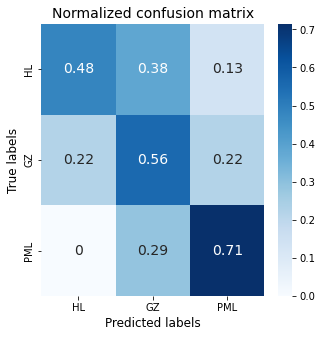 Normalized confusion matrix
HL 0.48 0.38 0.13
GZ 0.22 0.56 0.22
PML 0 0.29 0.71
HL GZ PML
True labels
Predicted labels
0.7
0.6
0.5
0.4
0.3
0.2
0.1
0.0